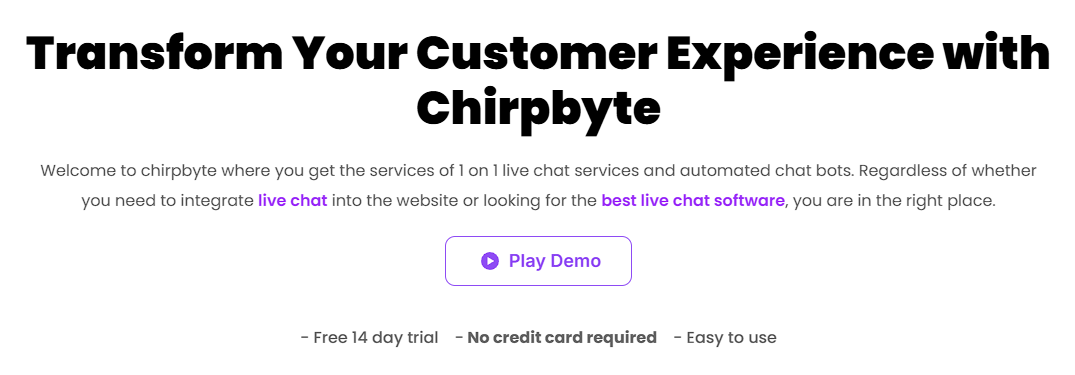 Transform Your Customer Experience with
Chirpbyte
Welcome to chirpbyte where you get the services of 1 on 1 live chat services and automated chat bots. Regardless of whether
you need to integrate live chat into the website or looking for the best live chat software, you are in the right place.
Play Demo
- Free 14 day trial - No credit card required - Easy to use